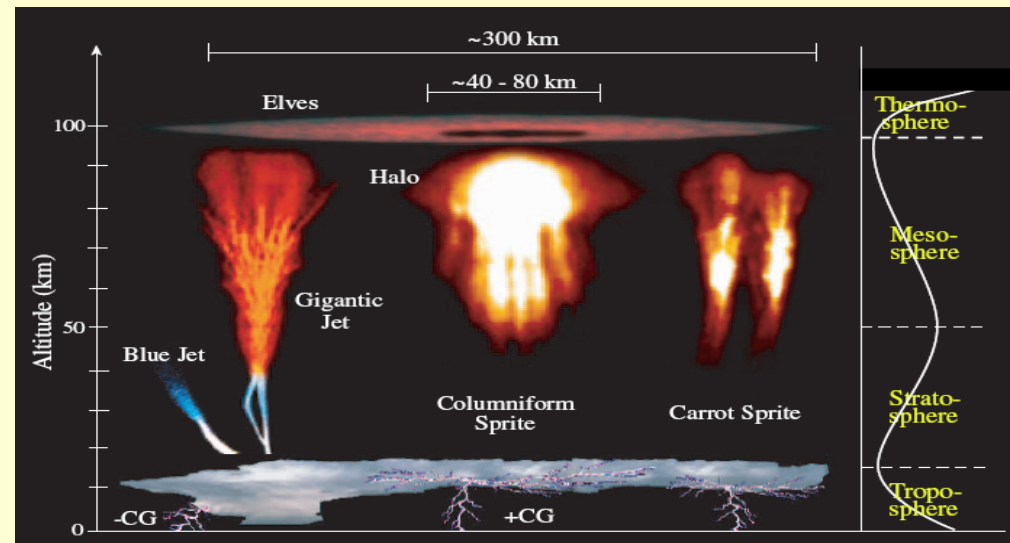 ~300 km
~40 - 80 km
Elves
Thermo-
sphere
100
Halo
Meso-
sphere
Gigantic
Jet
Altitude (km)
50
Blue Jet
Columniform
Sprite
Carrot Sprite
Strato-
sphere
-CG
+CG
Tropo-
sphere
0